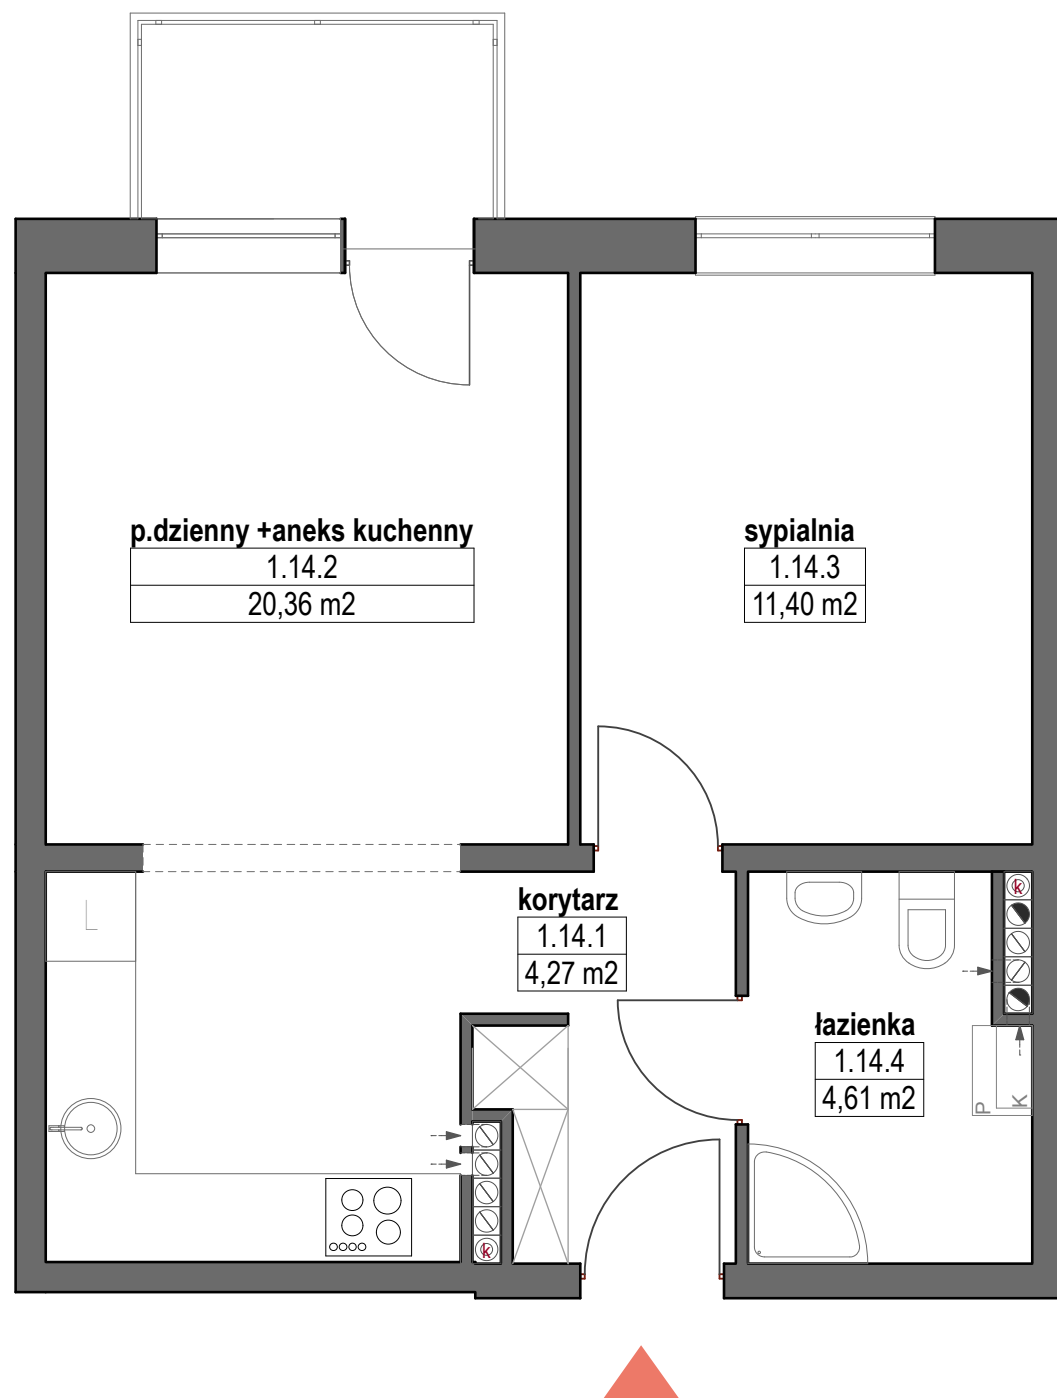 p.dzienny +aneks kuchenny
1.14.2
20,36 m2
sypialnia
1.14.3
11,40 m2
korytarz
1.14.1
4,27 m2
łazienka
1.14.4
4,61 m2
L
k
P
K
k